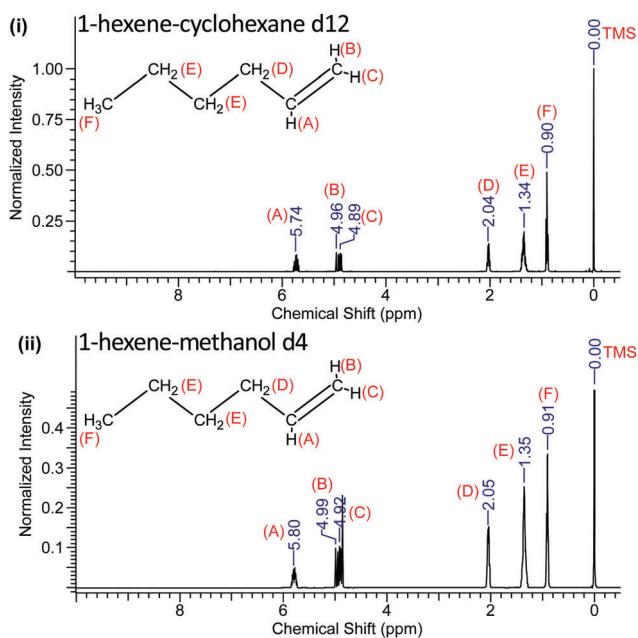 (i) 1-hexene-cyclohexane d12
H (B)
CH2 (E) CH2 (D) C H (C)
H3C CH2 C
(F) (E) H (A)
TMS
0.00
(F)
0.90
(E)
1.34
(D)
2.04
(B)
4.96
(C)
4.89
(A)
5.74
Normalized Intensity
1.00
0.75
0.50
0.25
8 6 4 2 0
Chemical Shift (ppm)
(ii) 1-hexene-methanol d4
H (B)
CH2 (E) CH2 (D) C H (C)
H3C CH2 C
(F) (E) H (A)
TMS
0.00
(F)
0.91
(E)
1.35
(D)
2.05
(B)
4.99
4.92
(C)
(A)
5.80
Normalized Intensity
0.4
0.3
0.2
0.1
8 6 4 2 0
Chemical Shift (ppm)